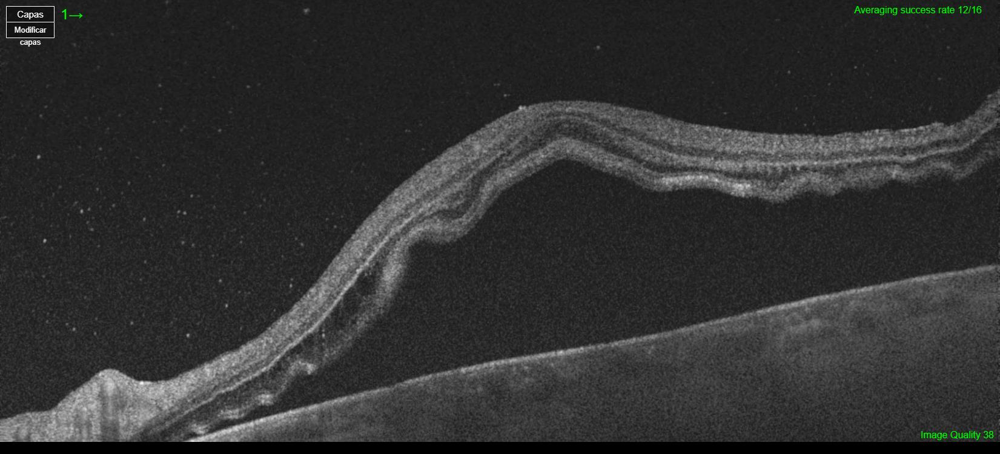 Capas
Modificar
capas
1→
Averaging success rate 12/16
Image Quality 38